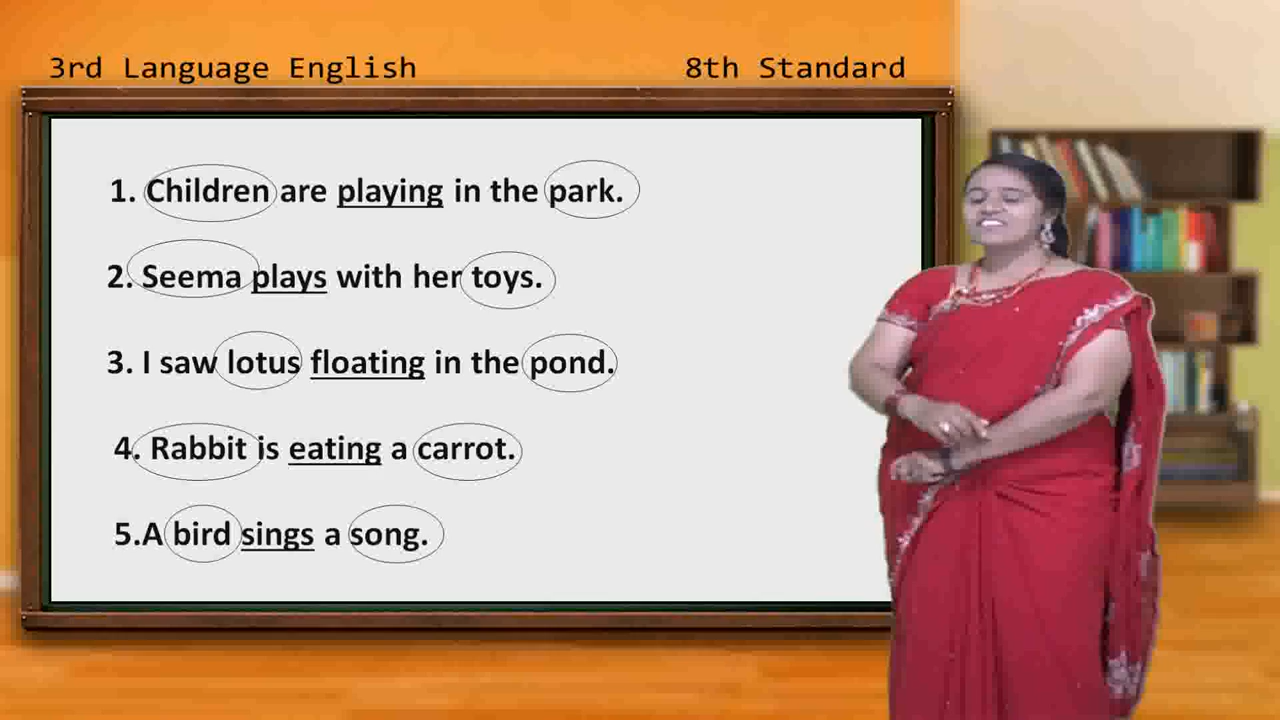 3rd Language English 8th Standard
1. Children are playing in the park.
2. Seema plays with her toys.
3. I saw lotus floating in the pond.
4. Rabbit is eating a carrot.
5.A bird sings a song.